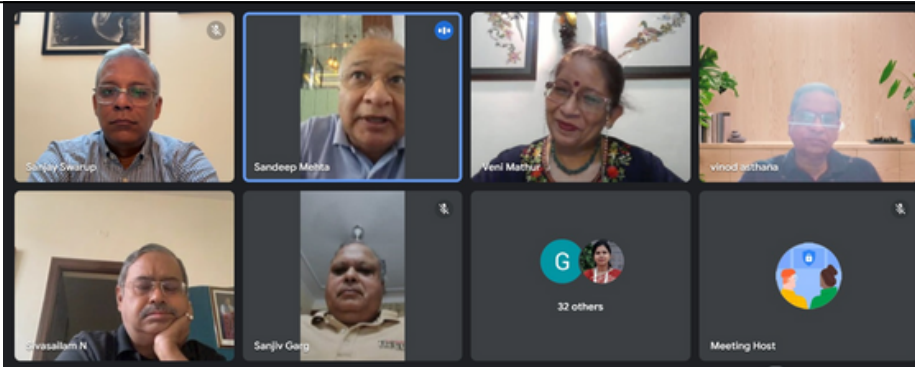 Sanjay Swarup
Sandeep Mehta
Veni Mathur
vinod asthana
Sivasailam N
Sanjiv Garg
G
32 others
Meeting Host